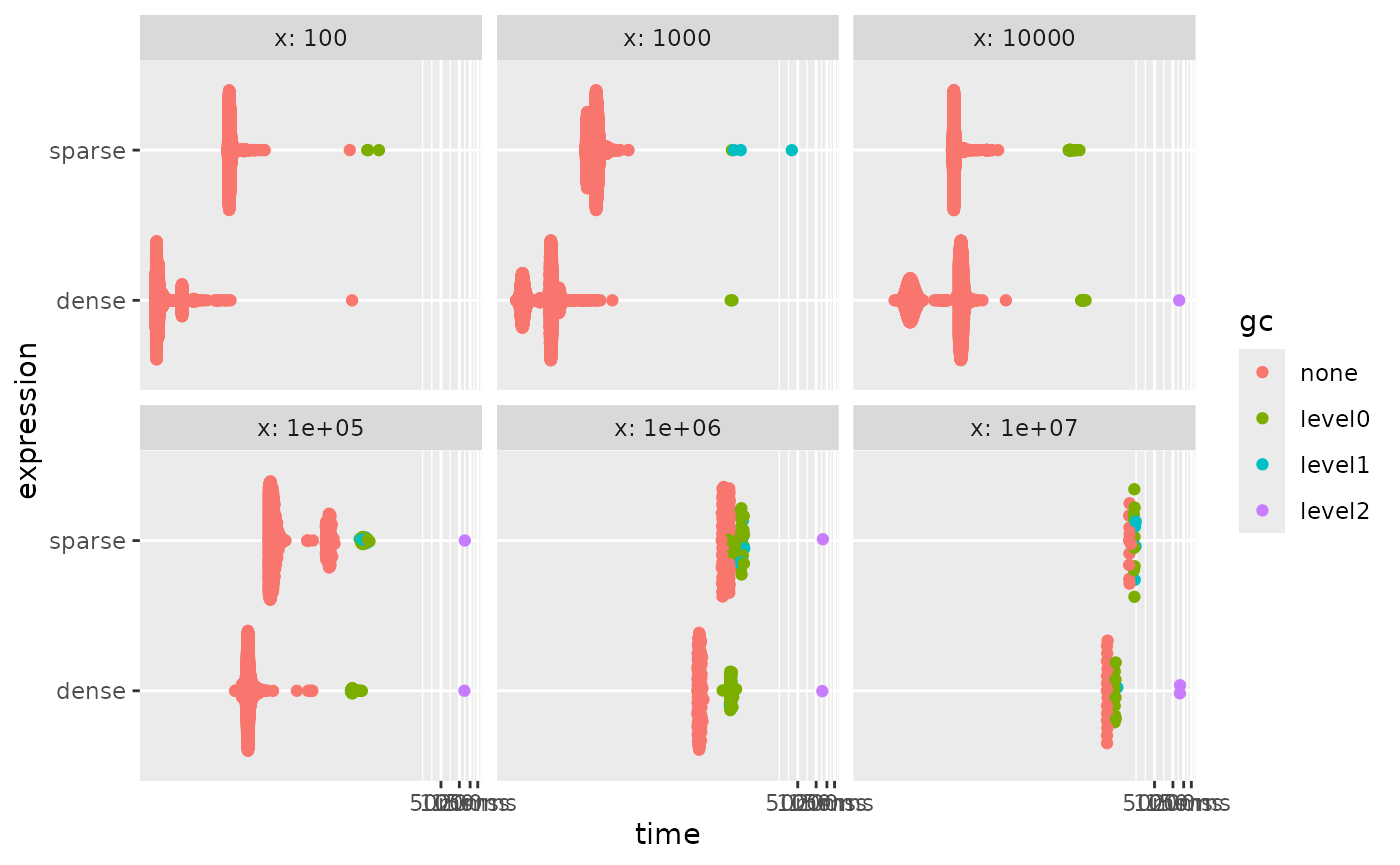 x: 100
x: 1000
x: 10000
sparse
dense
x: 1e+05
x: 1e+06
x: 1e+07
sparse
dense
expression
time
gc
none
level0
level1
level2